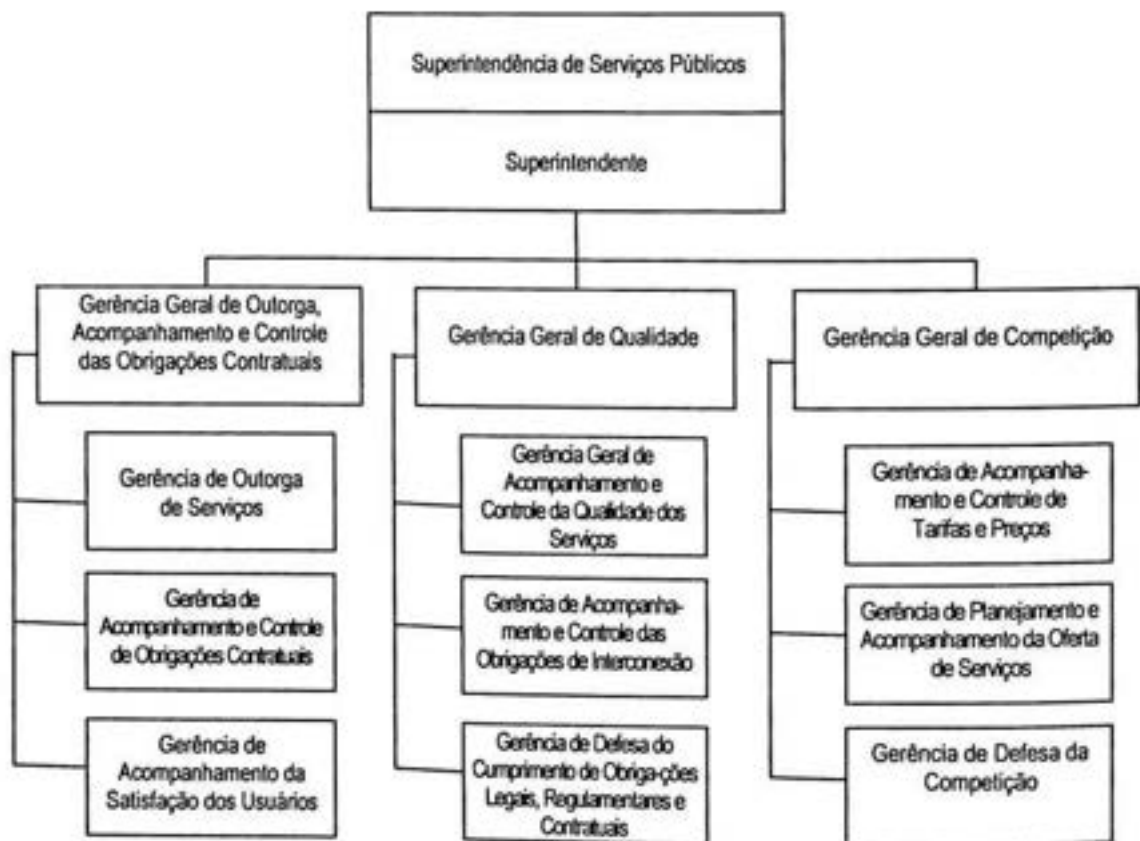 Superintendência de Serviços Públicos
Superintendente
Gerência Geral de Outorga,
Acompanhamento e Controle
das Obrigações Contratuais
Gerência de Outorga
de Serviços
Gerência de
Acompanhamento e Controle
de Obrigações Contratuais
Gerência de
Acompanhamento da
Satisfação dos Usuários
Gerência Geral de Qualidade
Gerência Geral de
Acompanhamento e
Controle da Qualidade dos
Serviços
Gerência de Acompanha-
mento e Controle das
Obrigações de Interconexão
Gerência de Defesa do
Cumprimento de Obriga-ções
Legais, Regulamentares e
Contratuais
Gerência Geral de Competição
Gerência de Acompanha-
mento e Controle de
Tarifas e Preços
Gerência de Planejamento e
Acompanhamento da Oferta
de Serviços
Gerência de Defesa da
Competição